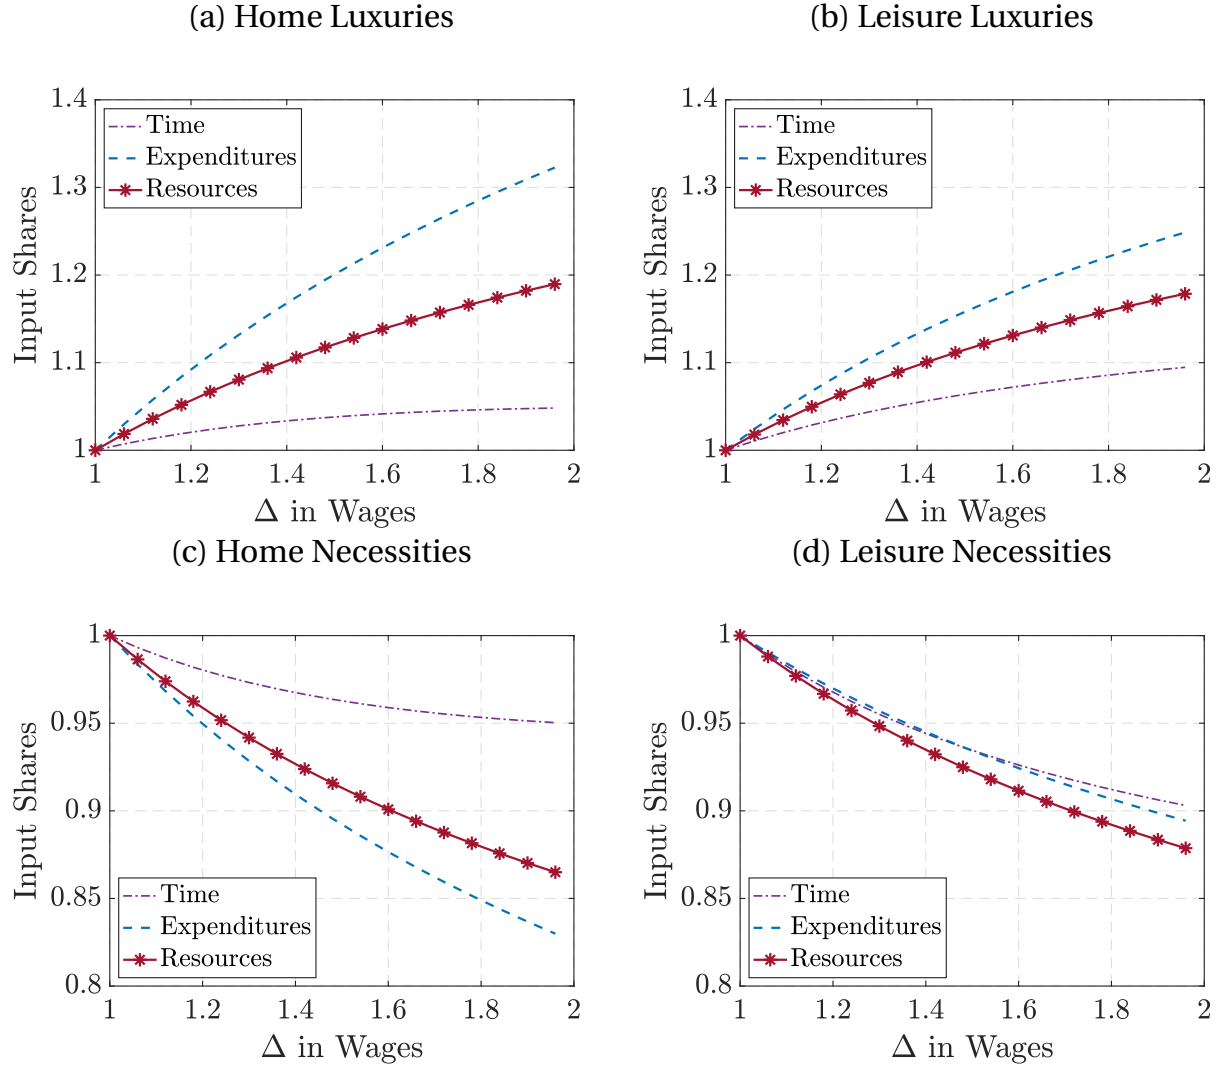 (a) Home Luxuries
1.4
1.3
1.2
1.1
1
Input Shares
Time
Expenditures
Resources
1 1.2 1.4 1.6 1.8 2
Δ in Wages
(b) Leisure Luxuries
1.4
1.3
1.2
1.1
1
Input Shares
Time
Expenditures
Resources
1 1.2 1.4 1.6 1.8 2
Δ in Wages
(c) Home Necessities
1
0.95
0.9
0.85
0.8
Input Shares
Time
Expenditures
Resources
1 1.2 1.4 1.6 1.8 2
Δ in Wages
(d) Leisure Necessities
1
0.95
0.9
0.85
0.8
Input Shares
Time
Expenditures
Resources
1 1.2 1.4 1.6 1.8 2
Δ in Wages